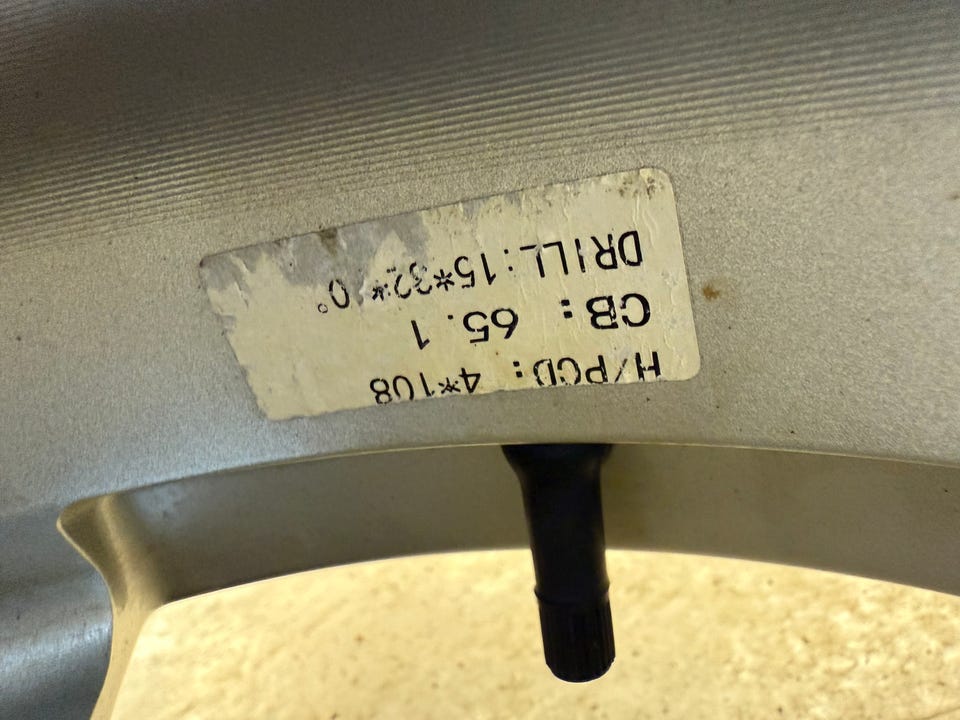 H/PCD: 4*108
CB: 65.1
DRILL:15*32*